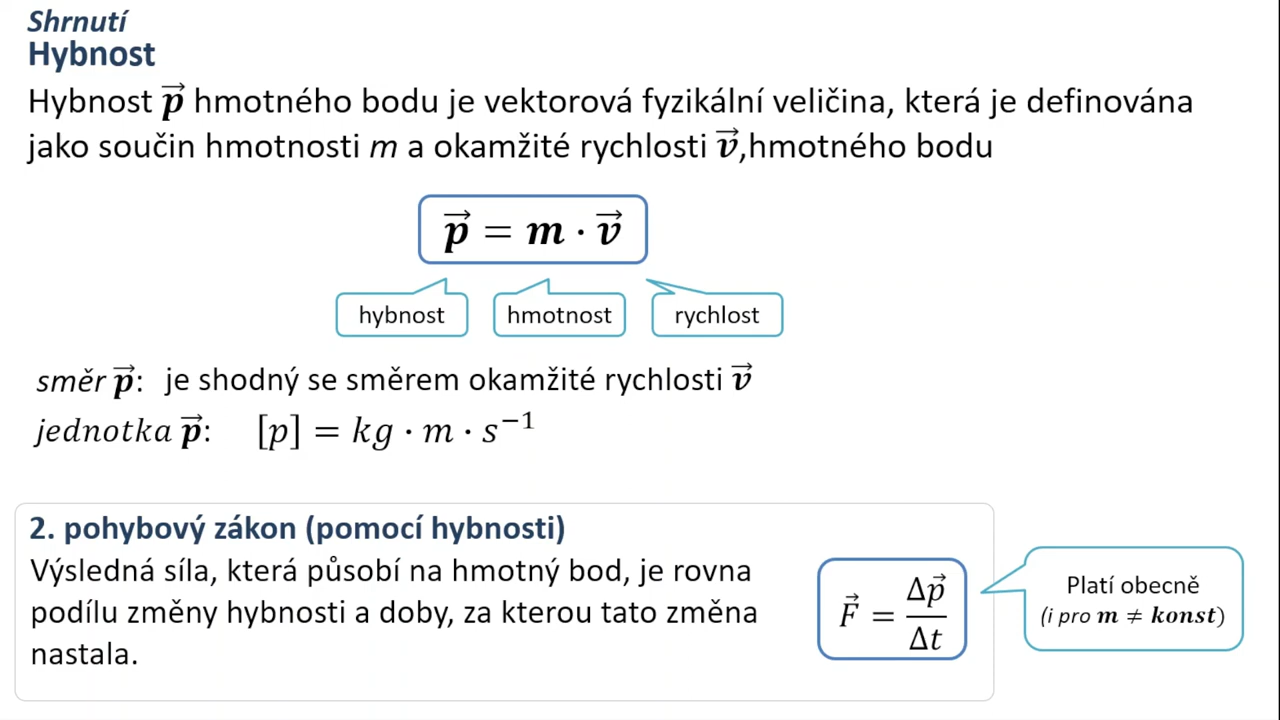 Shrnutí
Hybnost
Hybnost p⃗ hmotného bodu je vektorová fyzikální veličina, která je definována
jako součin hmotnosti m a okamžité rychlosti v⃗,hmotného bodu
p⃗ = m · v⃗
hybnost hmotnost rychlost
směr p⃗: je shodný se směrem okamžité rychlosti v⃗
jednotka p⃗: [p] = kg · m · s⁻¹
2. pohybový zákon (pomocí hybnosti)
Výsledná síla, která působí na hmotný bod, je rovna
podílu změny hybnosti a doby, za kterou tato změna
nastala.
F⃗ = Δp⃗/Δt
Platí obecně
(i pro m ≠ konst)